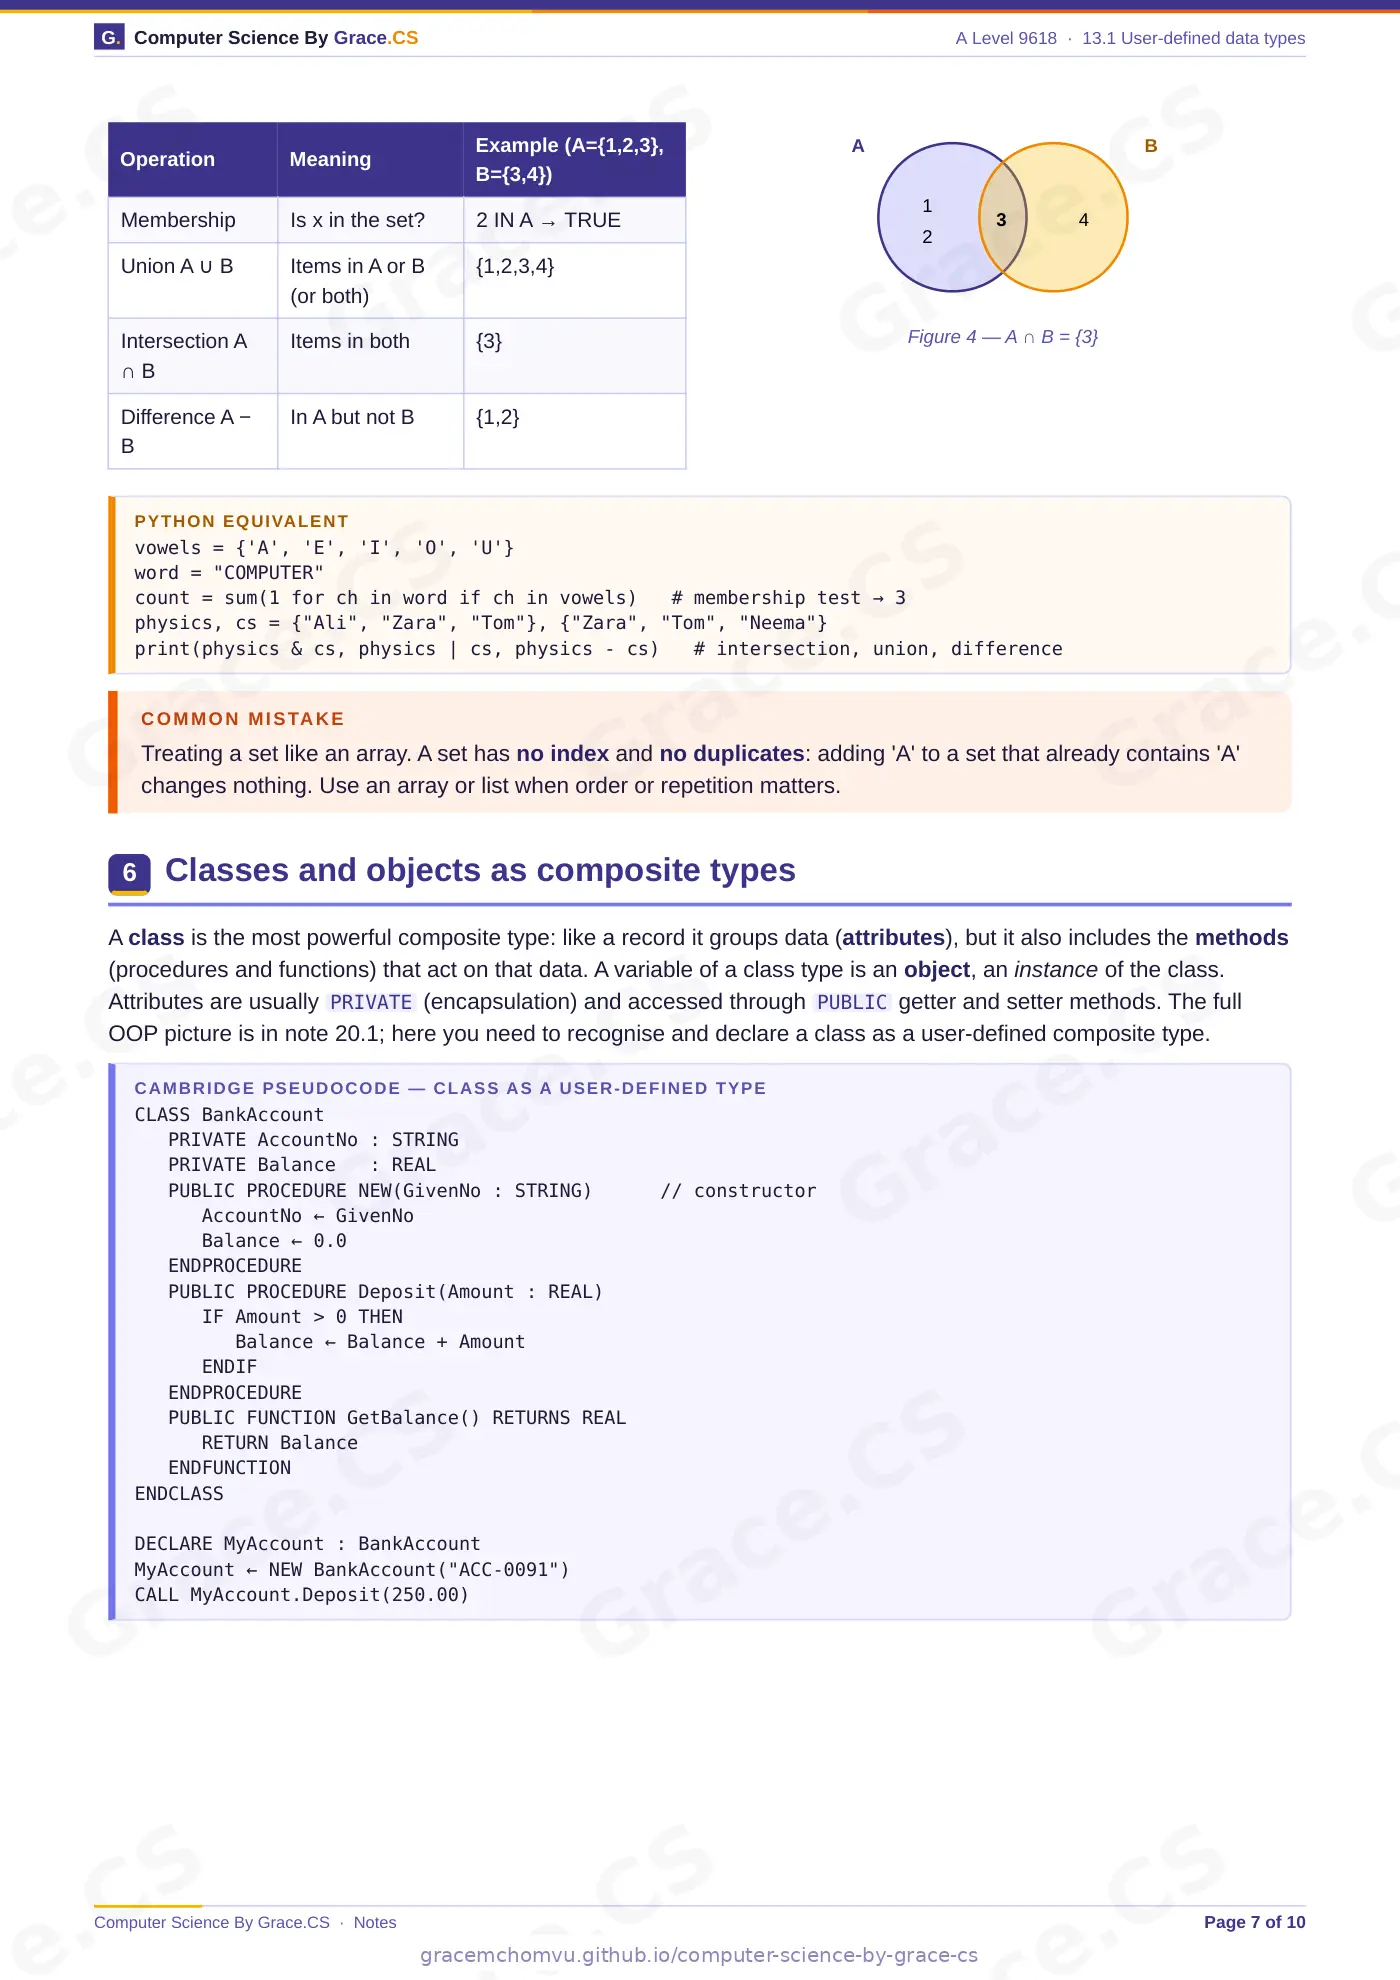 G. Computer Science By Grace.CS
A Level 9618 · 13.1 User-defined data types
Operation Meaning Example (A={1,2,3},
B={3,4})
Membership Is x in the set? 2 IN A → TRUE
Union A ∪ B Items in A or B {1,2,3,4}
(or both)
Intersection A Items in both {3}
∩ B
Difference A − In A but not B {1,2}
B
A B
1
3 4
2
Figure 4 — A ∩ B = {3}
PYTHON EQUIVALENT
vowels = {'A', 'E', 'I', 'O', 'U'}
word = "COMPUTER"
count = sum(1 for ch in word if ch in vowels)   # membership test → 3
physics, cs = {"Ali", "Zara", "Tom"}, {"Zara", "Tom", "Neema"}
print(physics & cs, physics | cs, physics - cs)   # intersection, union, difference
COMMON MISTAKE
Treating a set like an array. A set has no index and no duplicates: adding 'A' to a set that already contains 'A'
changes nothing. Use an array or list when order or repetition matters.
6 Classes and objects as composite types
A class is the most powerful composite type: like a record it groups data (attributes), but it also includes the methods
(procedures and functions) that act on that data. A variable of a class type is an object, an instance of the class.
Attributes are usually PRIVATE (encapsulation) and accessed through PUBLIC getter and setter methods. The full
OOP picture is in note 20.1; here you need to recognise and declare a class as a user-defined composite type.
CAMBRIDGE PSEUDOCODE — CLASS AS A USER-DEFINED TYPE
CLASS BankAccount
   PRIVATE AccountNo : STRING
   PRIVATE Balance   : REAL
   PUBLIC PROCEDURE NEW(GivenNo : STRING)      // constructor
      AccountNo ← GivenNo
      Balance ← 0.0
   ENDPROCEDURE
   PUBLIC PROCEDURE Deposit(Amount : REAL)
      IF Amount > 0 THEN
         Balance ← Balance + Amount
      ENDIF
   ENDPROCEDURE
   PUBLIC FUNCTION GetBalance() RETURNS REAL
      RETURN Balance
   ENDFUNCTION
ENDCLASS
DECLARE MyAccount : BankAccount
MyAccount ← NEW BankAccount("ACC-0091")
CALL MyAccount.Deposit(250.00)
Computer Science By Grace.CS · Notes
Page 7 of 10
gracemchomvu.github.io/computer-science-by-grace-cs